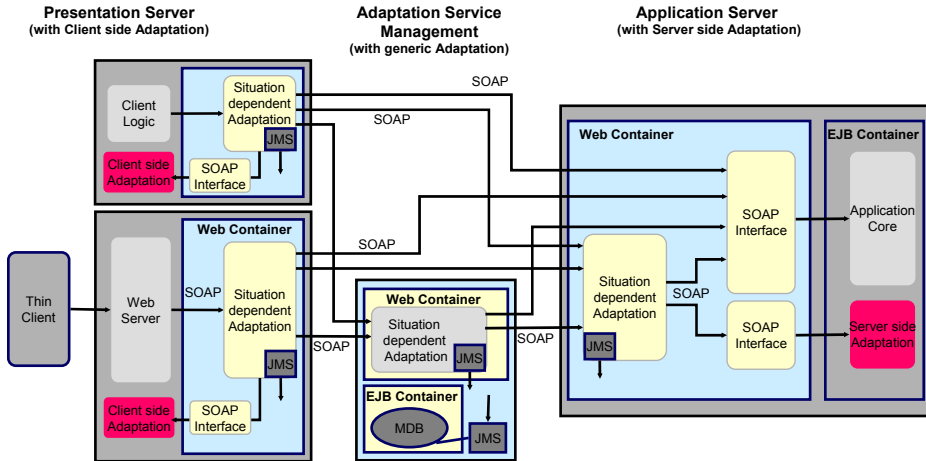 Presentation Server
(with Client side Adaptation)
Adaptation Service
Management
(with generic Adaptation)
Application Server
(with Server side Adaptation)
Client
Logic
Situation
dependent
Adaptation
JMS
Client side
Adaptation
SOAP
Interface
SOAP
SOAP
Thin
Client
Web
Server
SOAP
Web Container
Situation
dependent
Adaptation
JMS
Client side
Adaptation
SOAP
Interface
SOAP
SOAP
Web Container
Situation
dependent
Adaptation
JMS
EJB Container
MDB
JMS
SOAP
Web Container
Situation
dependent
Adaptation
JMS
SOAP
SOAP
Interface
SOAP
Interface
EJB Container
Application
Core
Server side
Adaptation